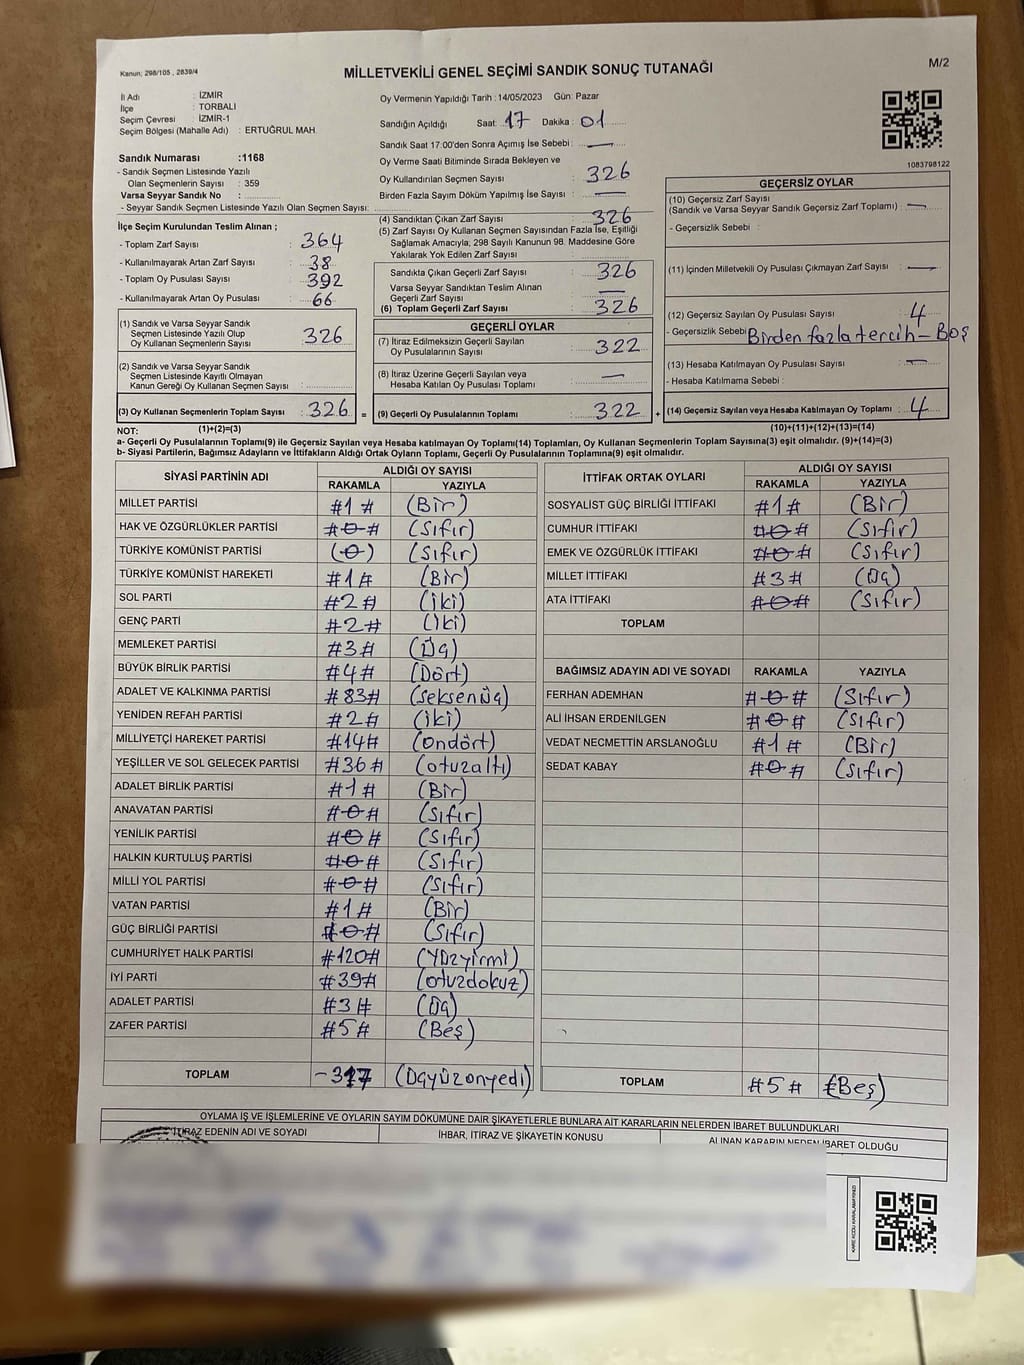 Kanun; 298/105 , 2839/4
M/2
MİLLETVEKİLİ GENEL SEÇİMİ SANDIK SONUÇ TUTANAĞI
İl Adı : İZMİR
İlçe : TORBALI
Seçim Çevresi : İZMİR-1
Seçim Bölgesi (Mahalle Adı) : ERTUĞRUL MAH.
Sandık Numarası :1168
- Sandık Seçmen Listesinde Yazılı
Olan Seçmenlerin Sayısı : 359
Varsa Seyyar Sandık No :
- Seyyar Sandık Seçmen Listesinde Yazılı Olan Seçmen Sayısı:
Oy Vermenin Yapıldığı Tarih :14/05/2023 Gün: Pazar
Sandığın Açıldığı Saat: 17 Dakika : 01
Sandık Saat 17.00'den Sonra Açımış İse Sebebi : —
Oy Verme Saati Bitiminde Sırada Bekleyen ve
Oy Kullandırılan Seçmen Sayısı : 326
Birden Fazla Sayım Döküm Yapılmış İse Sayısı : —
1083798122
İlçe Seçim Kurulundan Teslim Alınan ;
- Toplam Zarf Sayısı : 364
- Kullanılmayarak Artan Zarf Sayısı : 38
- Toplam Oy Pusulası Sayısı : 392
- Kullanılmayarak Artan Oy Pusulası : 66
(1) Sandık ve Varsa Seyyar Sandık
Seçmen Listesinde Yazılı Olup
Oy Kullanan Seçmenlerin Sayısı : 326
(2) Sandık ve Varsa Seyyar Sandık
Seçmen Listesinde Kayıtlı Olmayan
Kanun Gereği Oy Kullanan Seçmen Sayısı :
(3) Oy Kullanan Seçmenlerin Toplam Sayısı : 326 =
(4) Sandıktan Çıkan Zarf Sayısı : 326
(5) Zarf Sayısı Oy Kullanan Seçmen Sayısından Fazla İse, Eşitliği
Sağlamak Amacıyla; 298 Sayılı Kanunun 98. Maddesine Göre
Yakılarak Yok Edilen Zarf Sayısı :
Sandıkta Çıkan Geçerli Zarf Sayısı : 326
Varsa Seyyar Sandıktan Teslim Alınan
Geçerli Zarf Sayısı : —
(6) Toplam Geçerli Zarf Sayısı : 326
GEÇERLİ OYLAR
(7) İtiraz Edilmeksizin Geçerli Sayılan
Oy Pusulalarının Sayısı : 322
(8) İtiraz Üzerine Geçerli Sayılan veya
Hesaba Katılan Oy Pusulası Toplamı : —
(9) Geçerli Oy Pusulalarının Toplamı : 322 +
GEÇERSİZ OYLAR
(10) Geçersiz Zarf Sayısı
(Sandık ve Varsa Seyyar Sandık Geçersiz Zarf Toplamı) : —
- Geçersizlik Sebebi :
(11) İçinden Milletvekili Oy Pusulası Çıkmayan Zarf Sayısı : —
(12) Geçersiz Sayılan Oy Pusulası Sayısı : 4
- Geçersizlik Sebebi : Birden fazla tercih – Boş
(13) Hesaba Katılmayan Oy Pusulası Sayısı : —
- Hesaba Katılmama Sebebi :
(14) Geçersiz Sayılan veya Hesaba Katılmayan Oy Toplamı : 4
NOT: (1)+(2)=(3) (10)+(11)+(12)+(13)=(14)
a- Geçerli Oy Pusulalarının Toplamı(9) ile Geçersiz Sayılan veya Hesaba katılmayan Oy Toplamı(14) Toplamları, Oy Kullanan Seçmenlerin Toplam Sayısına(3) eşit olmalıdır. (9)+(14)=(3)
b- Siyasi Partilerin, Bağımsız Adayların ve İttifakların Aldığı Ortak Oyların Toplamı, Geçerli Oy Pusulalarının Toplamına(9) eşit olmalıdır.
SİYASİ PARTİNİN ADI ALDIĞI OY SAYISI
RAKAMLA YAZIYLA
MİLLET PARTİSİ #1# (Bir)
HAK VE ÖZGÜRLÜKLER PARTİSİ #0# (Sıfır)
TÜRKİYE KOMÜNİST PARTİSİ (0) (Sıfır)
TÜRKİYE KOMÜNİST HAREKETİ #1# (Bir)
SOL PARTİ #2# (İki)
GENÇ PARTİ #2# (İki)
MEMLEKET PARTİSİ #3# (Üç)
BÜYÜK BİRLİK PARTİSİ #4# (Dört)
ADALET VE KALKINMA PARTİSİ #83# (seksenüç)
YENİDEN REFAH PARTİSİ #2# (iki)
MİLLİYETÇİ HAREKET PARTİSİ #14# (Ondört)
YEŞİLLER VE SOL GELECEK PARTİSİ #36# (otuzaltı)
ADALET BİRLİK PARTİSİ #1# (Bir)
ANAVATAN PARTİSİ #0# (Sıfır)
YENİLİK PARTİSİ #0# (Sıfır)
HALKIN KURTULUŞ PARTİSİ #0# (Sıfır)
MİLLİ YOL PARTİSİ #0# (Sıfır)
VATAN PARTİSİ #1# (Bir)
GÜÇ BİRLİĞİ PARTİSİ #0# (Sıfır)
CUMHURİYET HALK PARTİSİ #120# (Yüzyirmi)
İYİ PARTİ #39# (otuzdokuz)
ADALET PARTİSİ #3# (Üç)
ZAFER PARTİSİ #5# (Beş)
TOPLAM -317 (Üçyüzonyedi)
İTTİFAK ORTAK OYLARI ALDIĞI OY SAYISI
RAKAMLA YAZIYLA
SOSYALİST GÜÇ BİRLİĞİ İTTİFAKI #1# (Bir)
CUMHUR İTTİFAKI #0# (Sıfır)
EMEK VE ÖZGÜRLÜK İTTİFAKI #0# (Sıfır)
MİLLET İTTİFAKI #3# (Üç)
ATA İTTİFAKI #0# (Sıfır)
TOPLAM
BAĞIMSIZ ADAYIN ADI VE SOYADI RAKAMLA YAZIYLA
FERHAN ADEMHAN #0# (Sıfır)
ALİ İHSAN ERDENİLGEN #0# (Sıfır)
VEDAT NECMETTİN ARSLANOĞLU #1# (Bir)
SEDAT KABAY #0# (Sıfır)
TOPLAM #5# (Beş)
OYLAMA İŞ VE İŞLEMLERİNE VE OYLARIN SAYIM DÖKÜMÜNE DAİR ŞİKAYETLERLE BUNLARA AİT KARARLARIN NELERDEN İBARET BULUNDUKLARI
İTİRAZ EDENİN ADI VE SOYADI İHBAR, İTİRAZ VE ŞİKAYETİN KONUSU ALINAN KARARIN NEDEN İBARET OLDUĞU
KARE KODU KARALAMAYINIZ!